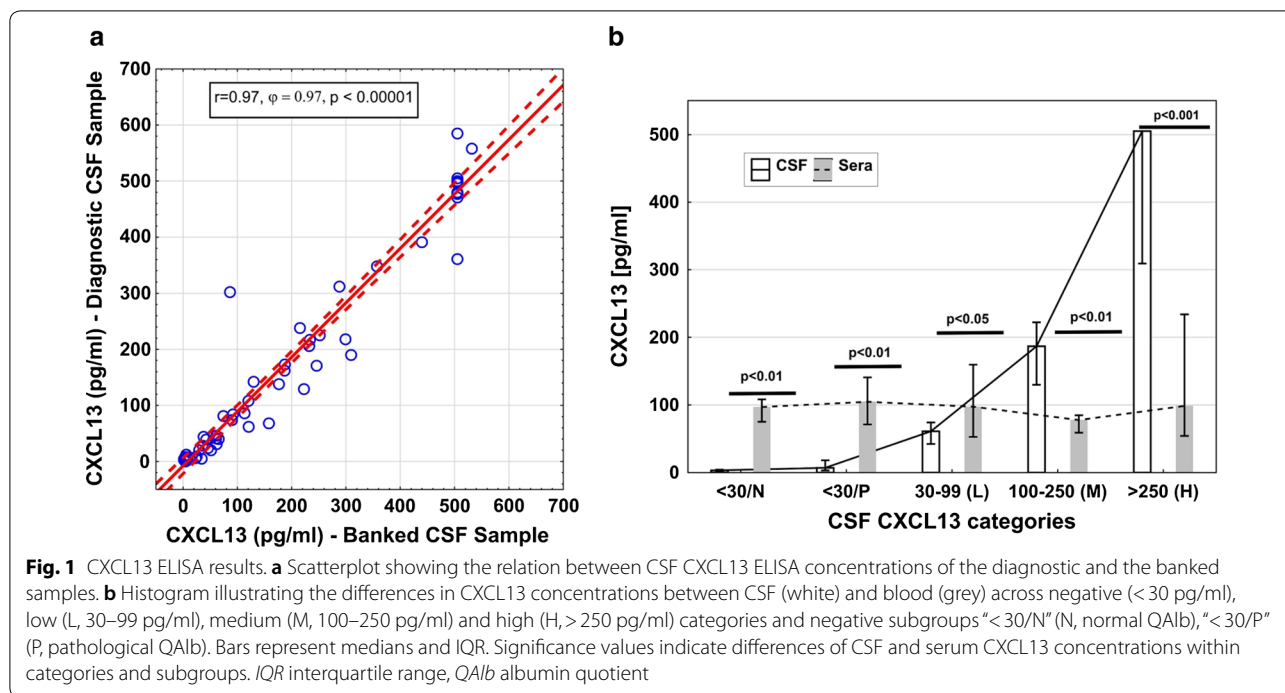 a
CXCL13 (pg/ml) - Diagnostic CSF Sample
700
600
500
400
300
200
100
0
r=0.97, φ = 0.97, p < 0.00001
0 100 200 300 400 500 600 700
CXCL13 (pg/ml) - Banked CSF Sample
b
CXCL13 [pg/ml]
500
400
300
200
100
0
CSF Sera
p<0.01
p<0.01
p<0.05
p<0.01
p<0.001
<30/N <30/P 30-99 (L) 100-250 (M) >250 (H)
CSF CXCL13 categories
Fig. 1 CXCL13 ELISA results. a Scatterplot showing the relation between CSF CXCL13 ELISA concentrations of the diagnostic and the banked
samples. b Histogram illustrating the differences in CXCL13 concentrations between CSF (white) and blood (grey) across negative (< 30 pg/ml),
low (L, 30–99 pg/ml), medium (M, 100–250 pg/ml) and high (H, > 250 pg/ml) categories and negative subgroups “< 30/N” (N, normal QAlb), “< 30/P”
(P, pathological QAlb). Bars represent medians and IQR. Significance values indicate differences of CSF and serum CXCL13 concentrations within
categories and subgroups. IQR interquartile range, QAlb albumin quotient